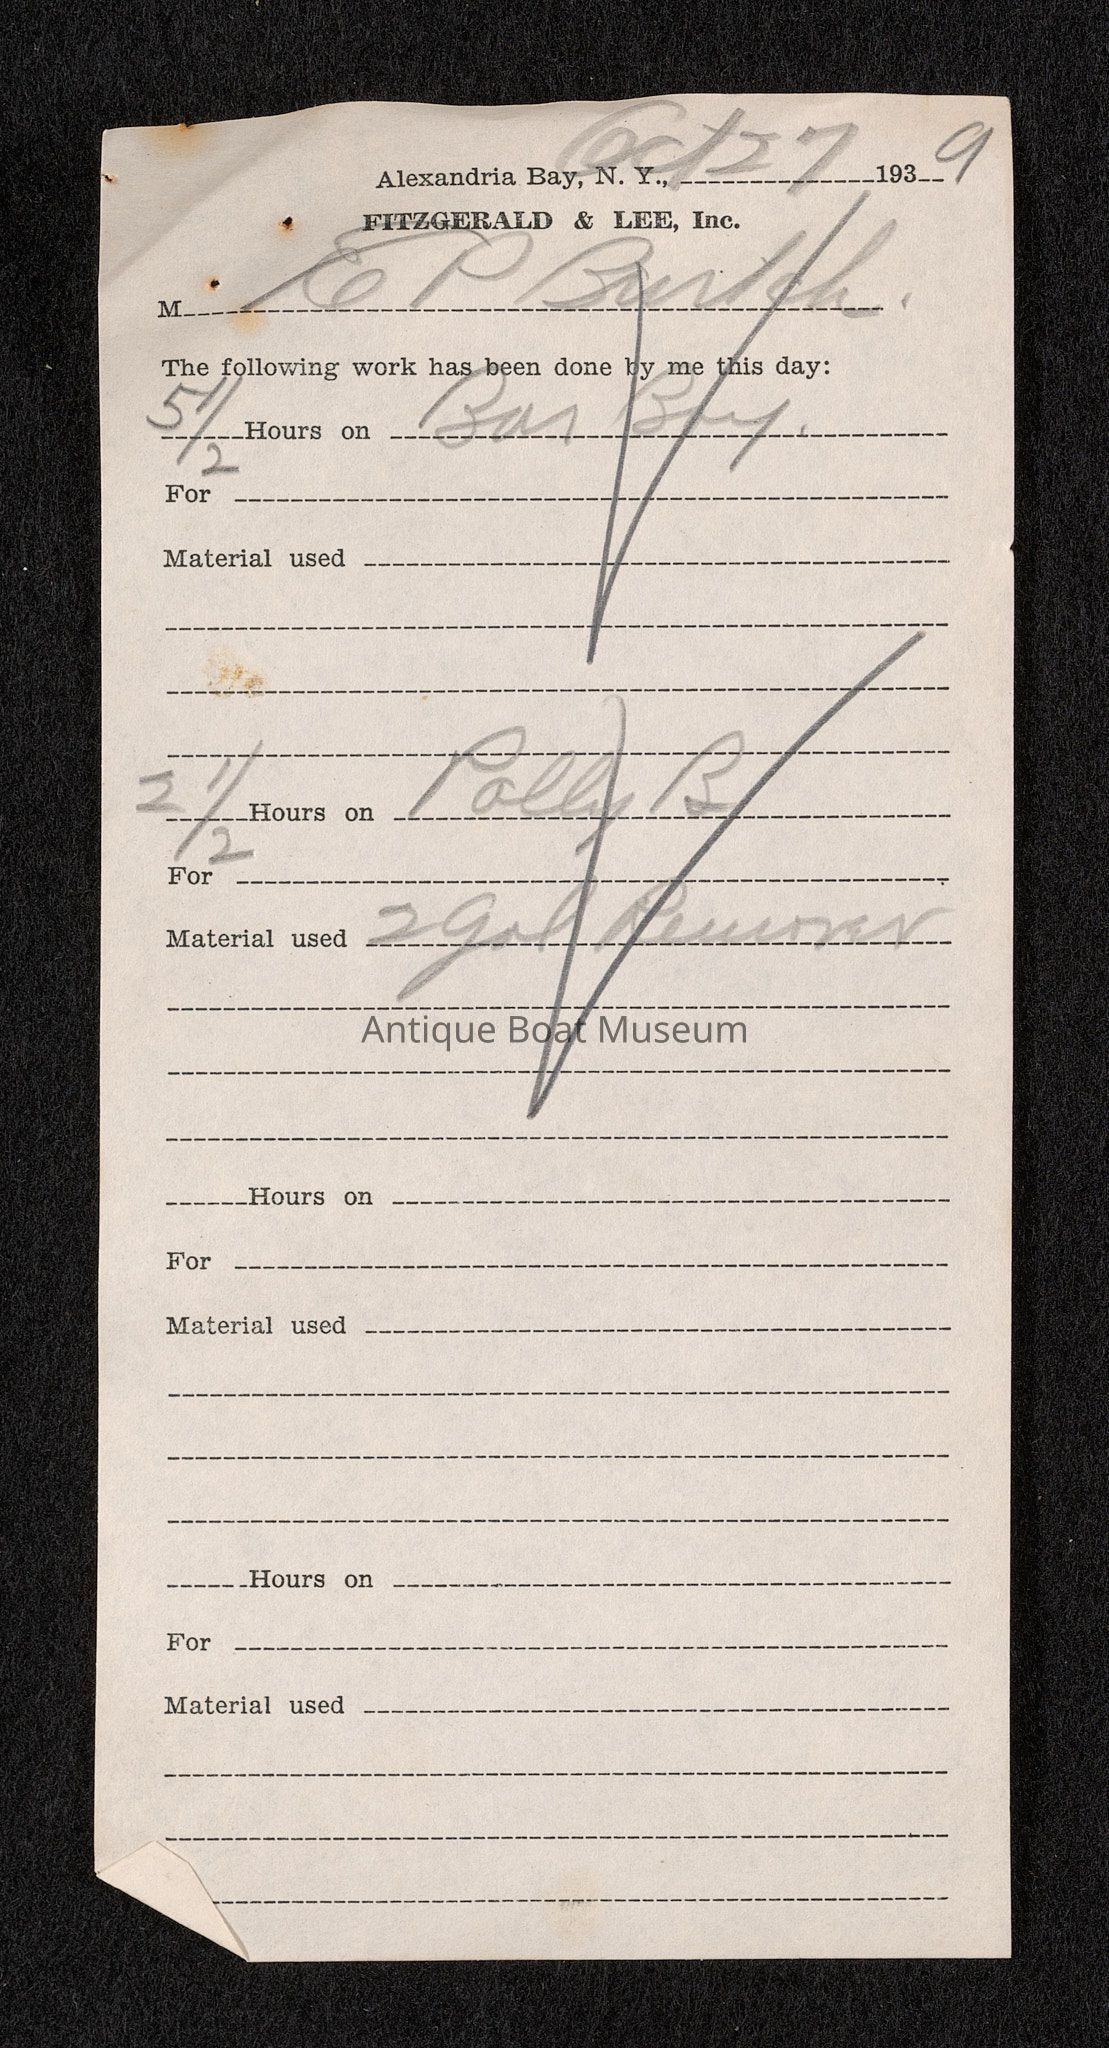 Alexandria Bay, N. Y., Oct 27 1939
FITZGERALD & LEE, Inc.
M E P Burtch.
The following work has been done by me this day:
5 1/2 Hours on Bar Boy.
For
Material used
2 1/2 Hours on Polly B
For
Material used 2 gal Remover
Antique Boat Museum
Hours on
For
Material used
Hours on
For
Material used